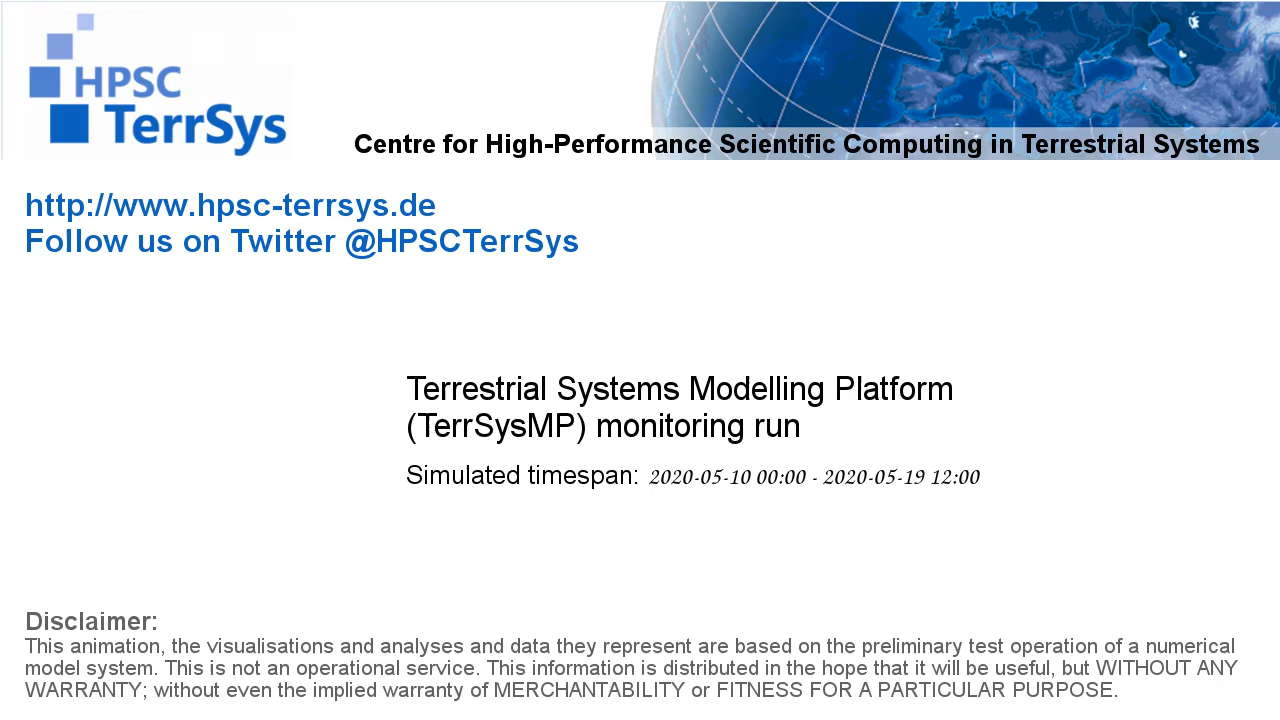 HPSC
TerrSys
Centre for High-Performance Scientific Computing in Terrestrial Systems
http://www.hpsc-terrsys.de
Follow us on Twitter @HPSCTerrSys
Terrestrial Systems Modelling Platform
(TerrSysMP) monitoring run
Simulated timespan: 2020-05-10 00:00 - 2020-05-19 12:00
Disclaimer:
This animation, the visualisations and analyses and data they represent are based on the preliminary test operation of a numerical
model system. This is not an operational service. This information is distributed in the hope that it will be useful, but WITHOUT ANY
WARRANTY; without even the implied warranty of MERCHANTABILITY or FITNESS FOR A PARTICULAR PURPOSE.